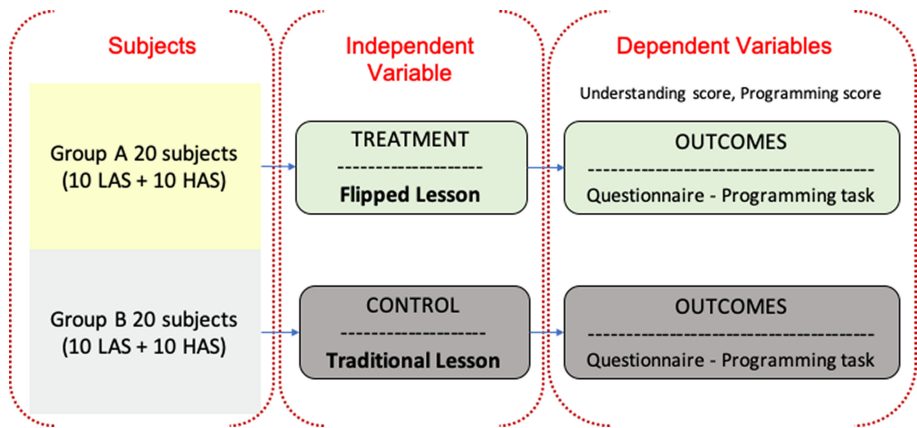 Subjects
Independent
Variable
Dependent Variables
Understanding score, Programming score
Group A 20 subjects
(10 LAS + 10 HAS)
TREATMENT
-------------------
Flipped Lesson
OUTCOMES
--------------------------------------
Questionnaire - Programming task
Group B 20 subjects
(10 LAS + 10 HAS)
CONTROL
-------------------
Traditional Lesson
OUTCOMES
--------------------------------------
Questionnaire - Programming task